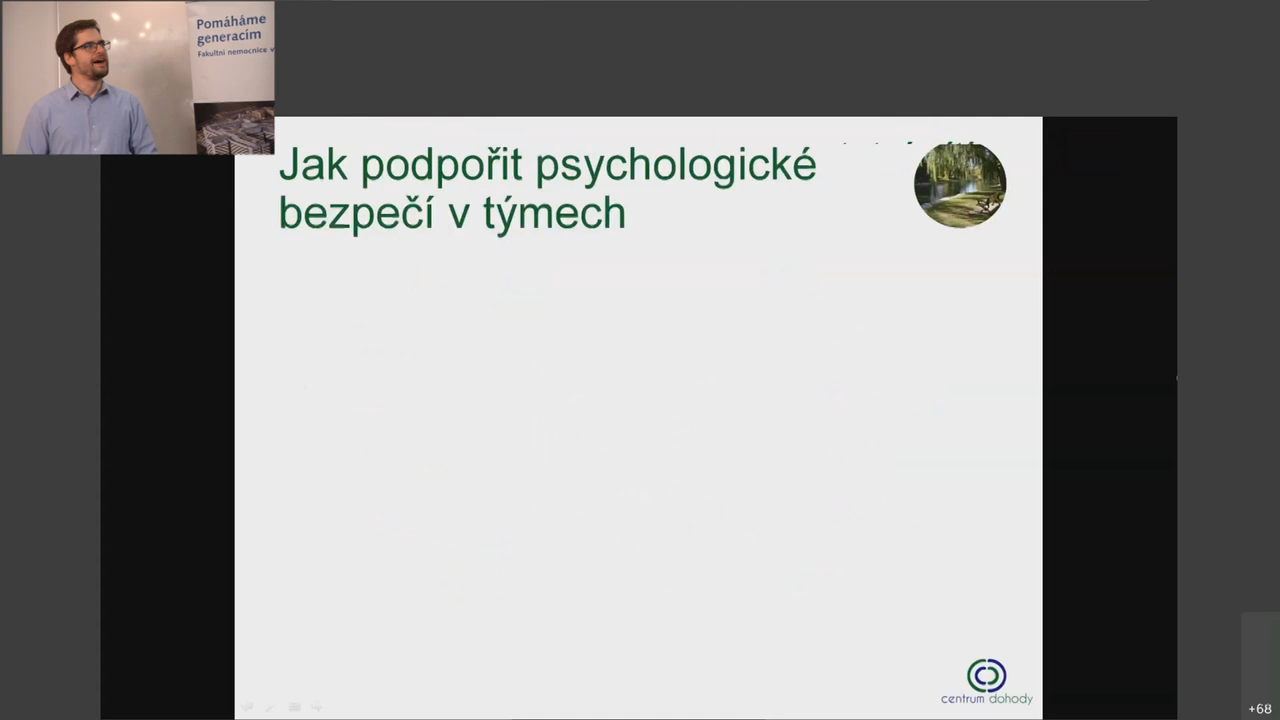 Pomáháme
generacím
Fakultní nemocnice v
Jak podpořit psychologické
bezpečí v týmech
centrum dohody
+68